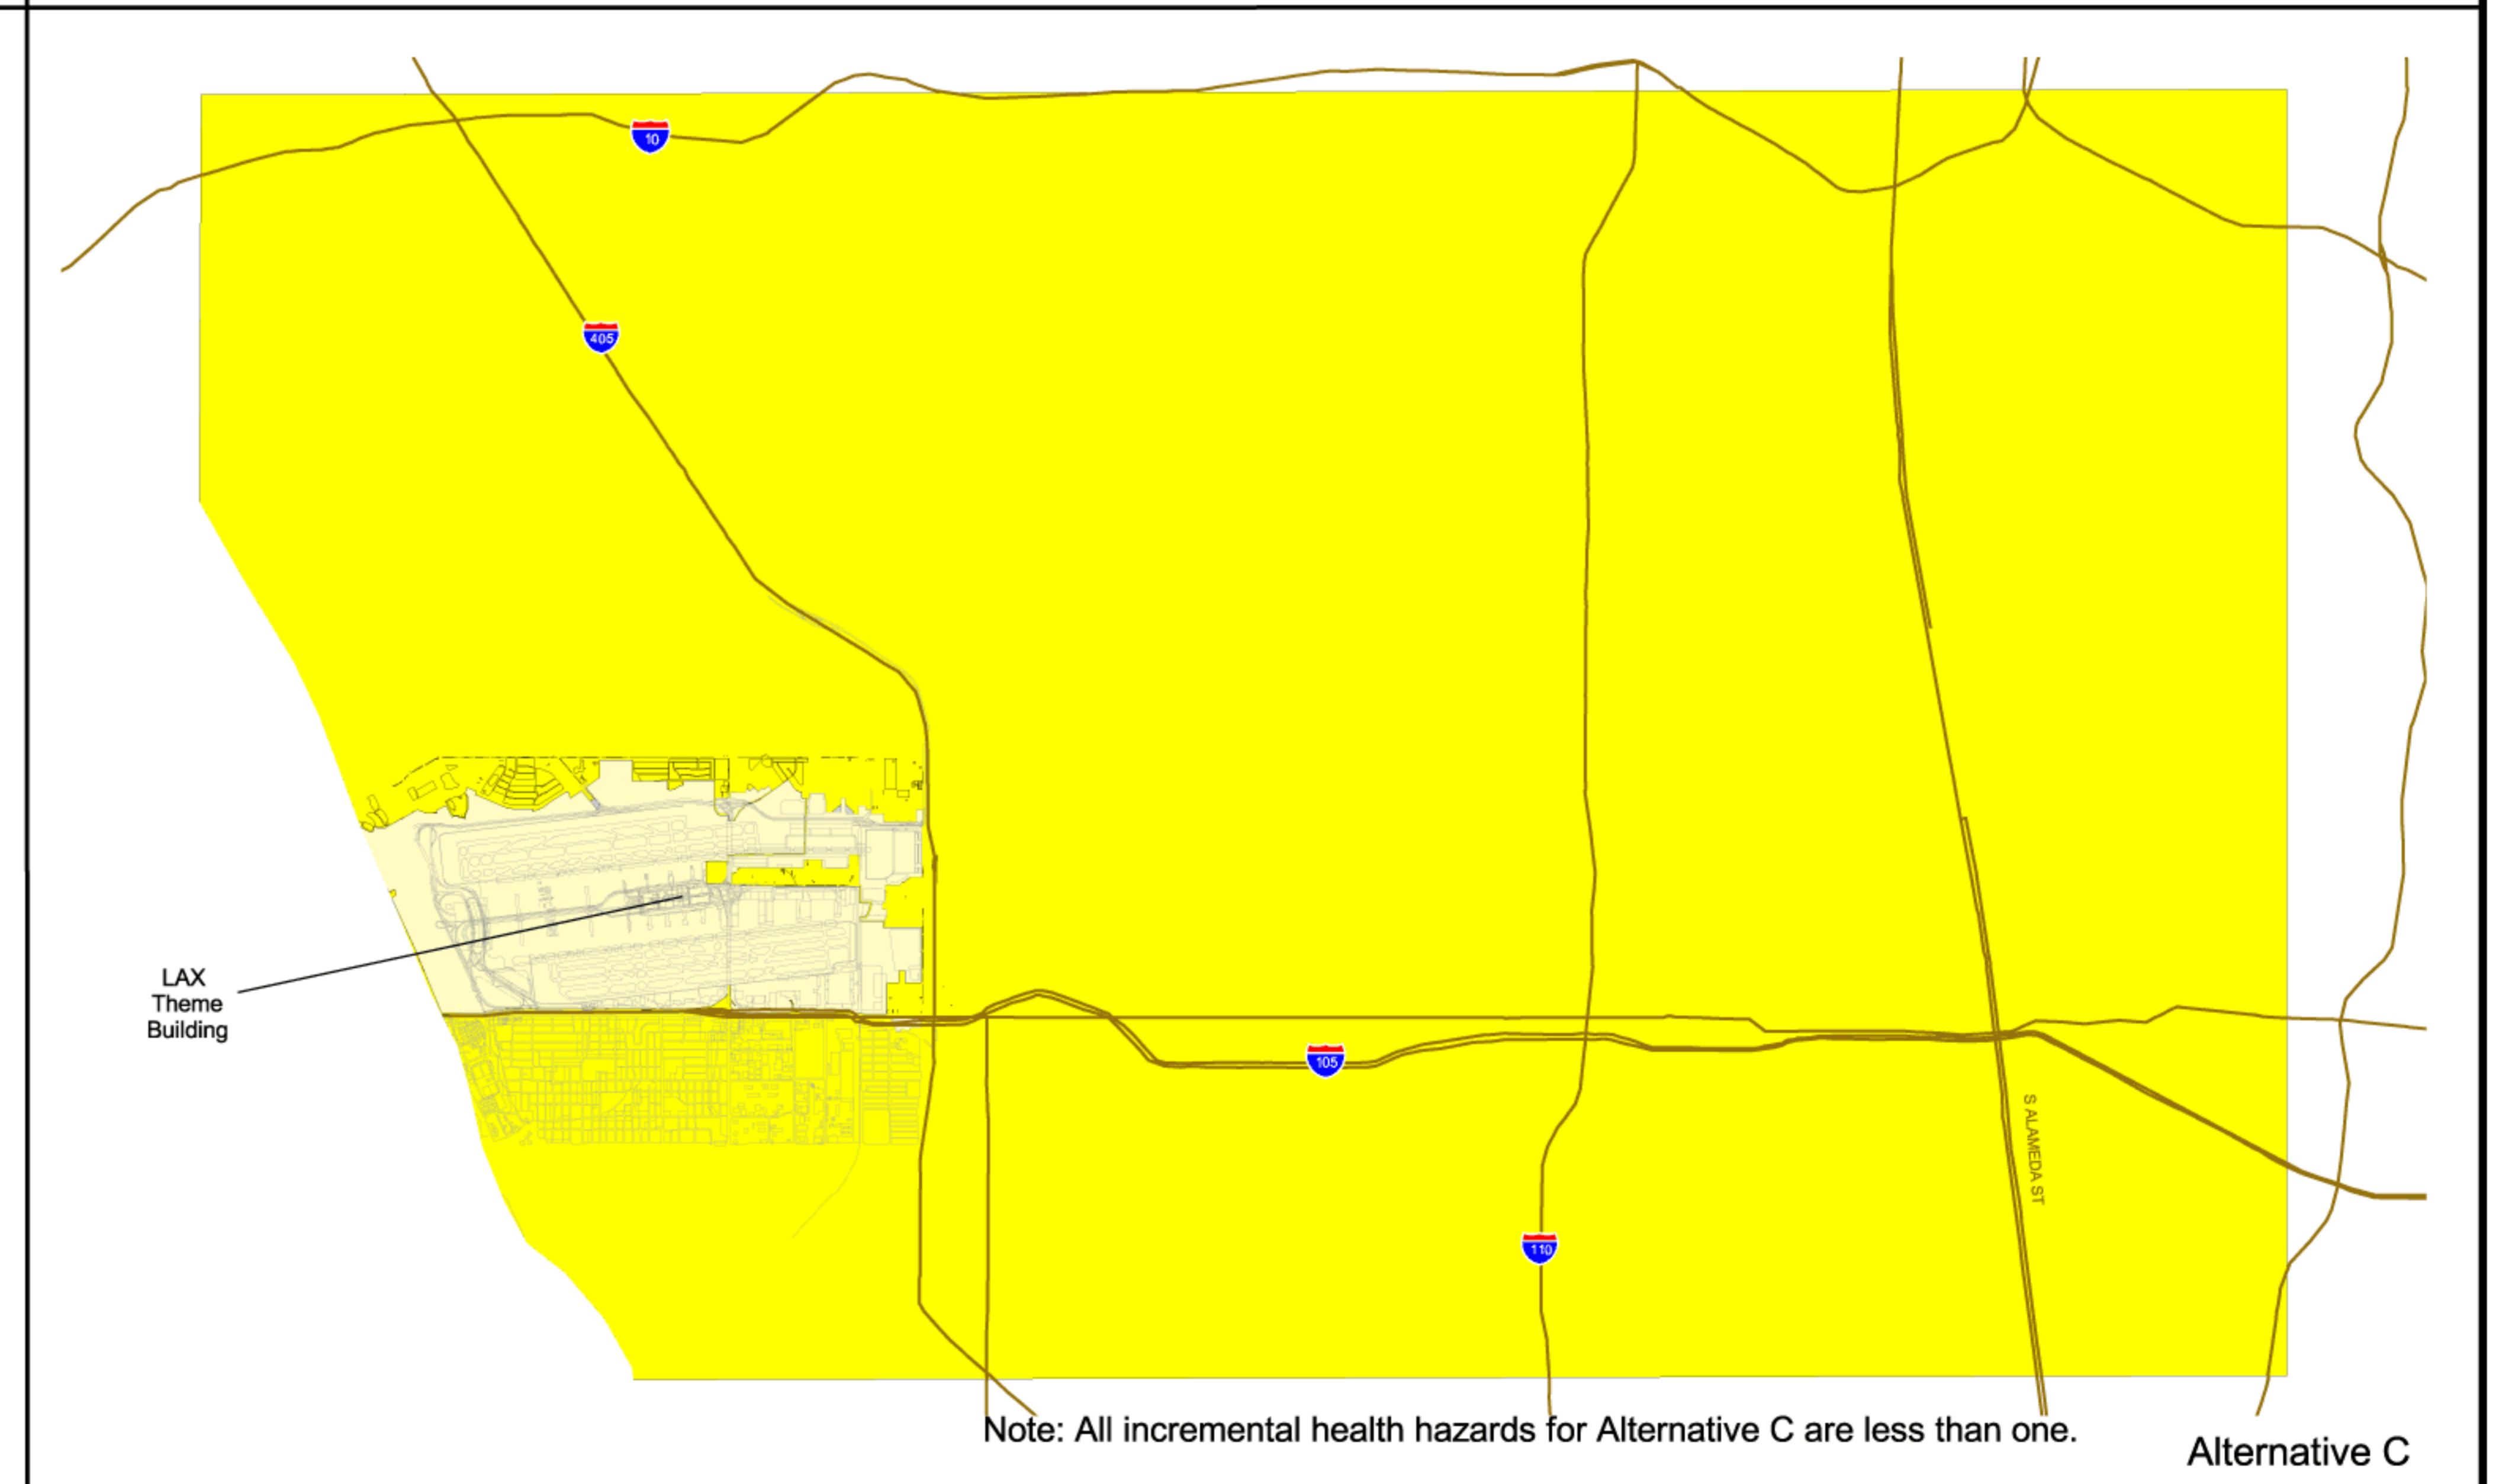 10
405
LAX
Theme
Building
105
S ALAMEDA ST
110
Note: All incremental health hazards for Alternative C are less than one.
Alternative C